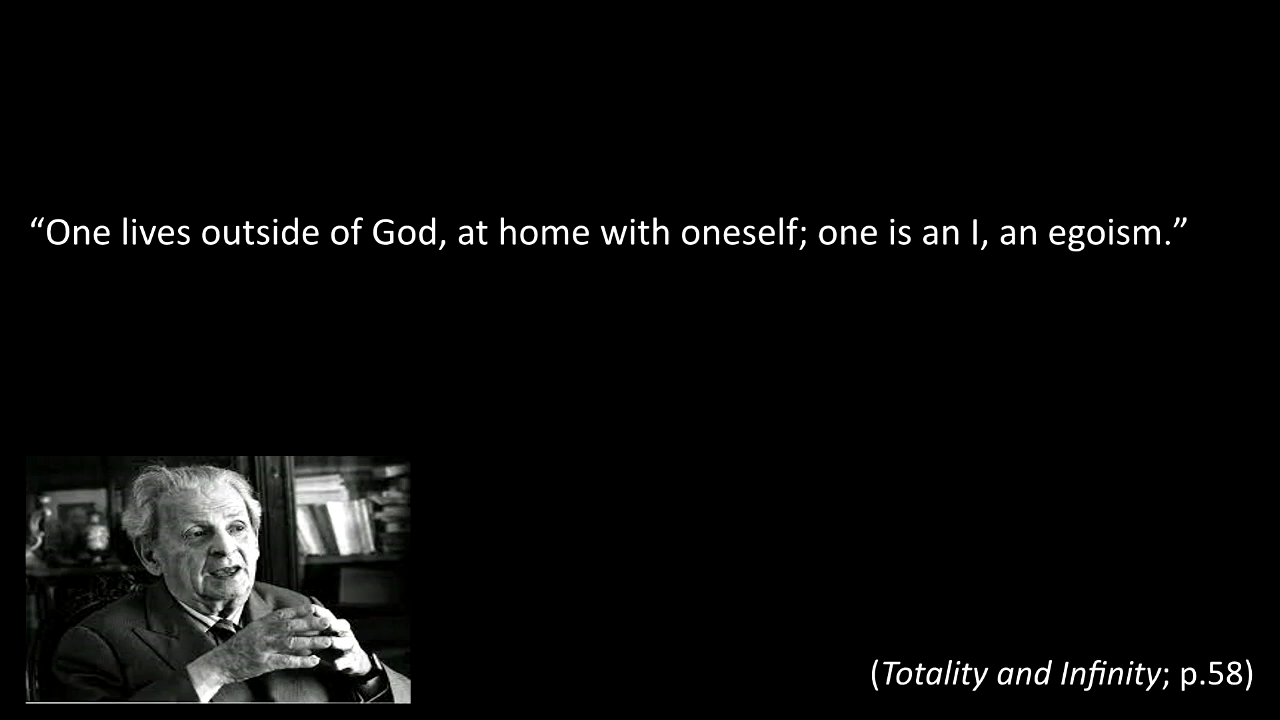 “One lives outside of God, at home with oneself; one is an I, an egoism.”
(Totality and Infinity; p.58)